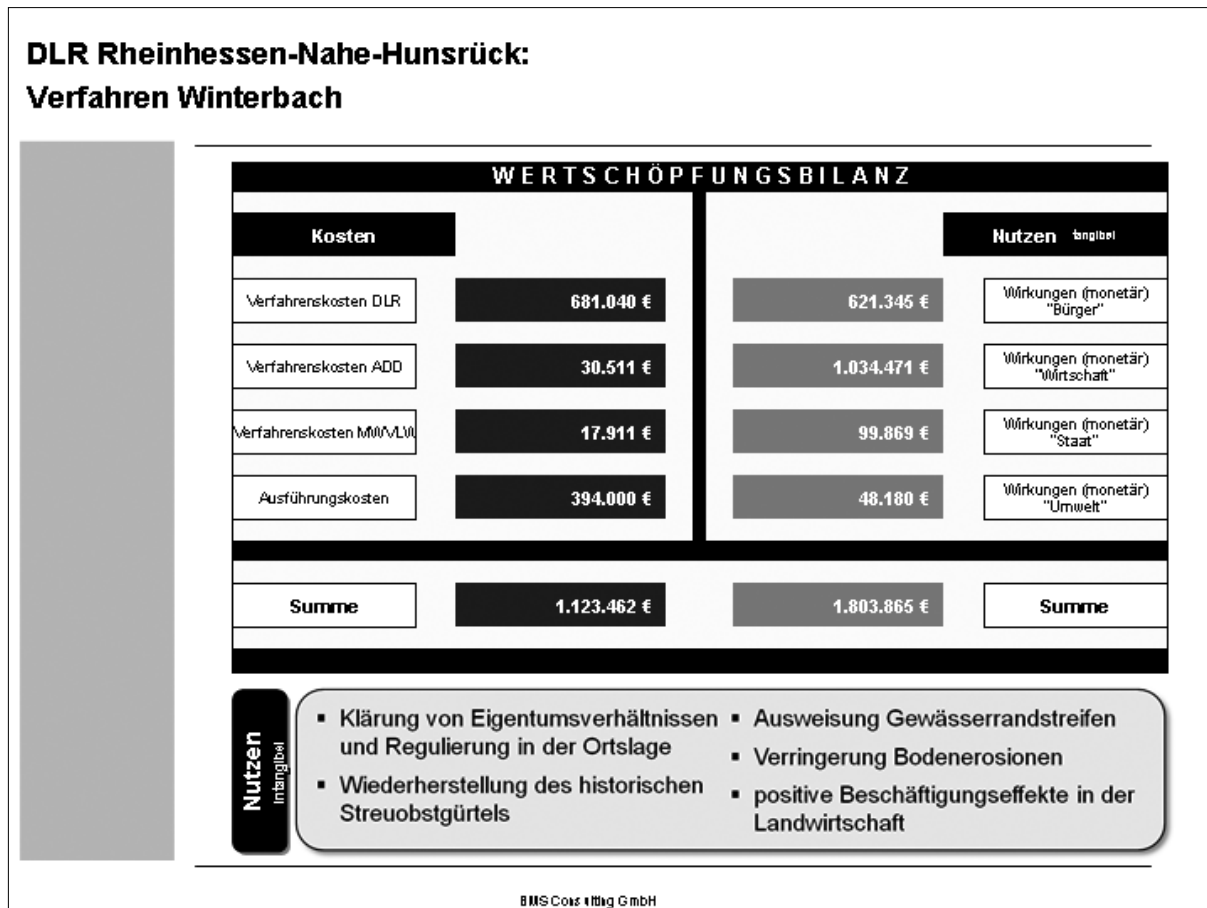 DLR Rheinhessen-Nahe-Hunsrück:
Verfahren Winterbach
WERTSCHÖPFUNGSBILANZ
Kosten
Nutzen tangibel
Verfahrenskosten DLR 681.040 € 621.345 € Wirkungen (monetär)
"Bürger"
Verfahrenskosten ADD 30.511 € 1.034.471 € Wirkungen (monetär)
"Wirtschaft"
Verfahrenskosten MWVLW 17.911 € 99.869 € Wirkungen (monetär)
"Staat"
Ausführungskosten 394.000 € 48.180 € Wirkungen (monetär)
"Umwelt"
Summe 1.123.462 € 1.803.865 € Summe
Nutzen
Intangibel
▪ Klärung von Eigentumsverhältnissen
und Regulierung in der Ortslage
▪ Wiederherstellung des historischen
Streuobstgürtels
▪ Ausweisung Gewässerrandstreifen
▪ Verringerung Bodenerosionen
▪ positive Beschäftigungseffekte in der
Landwirtschaft
BMS Consulting GmbH